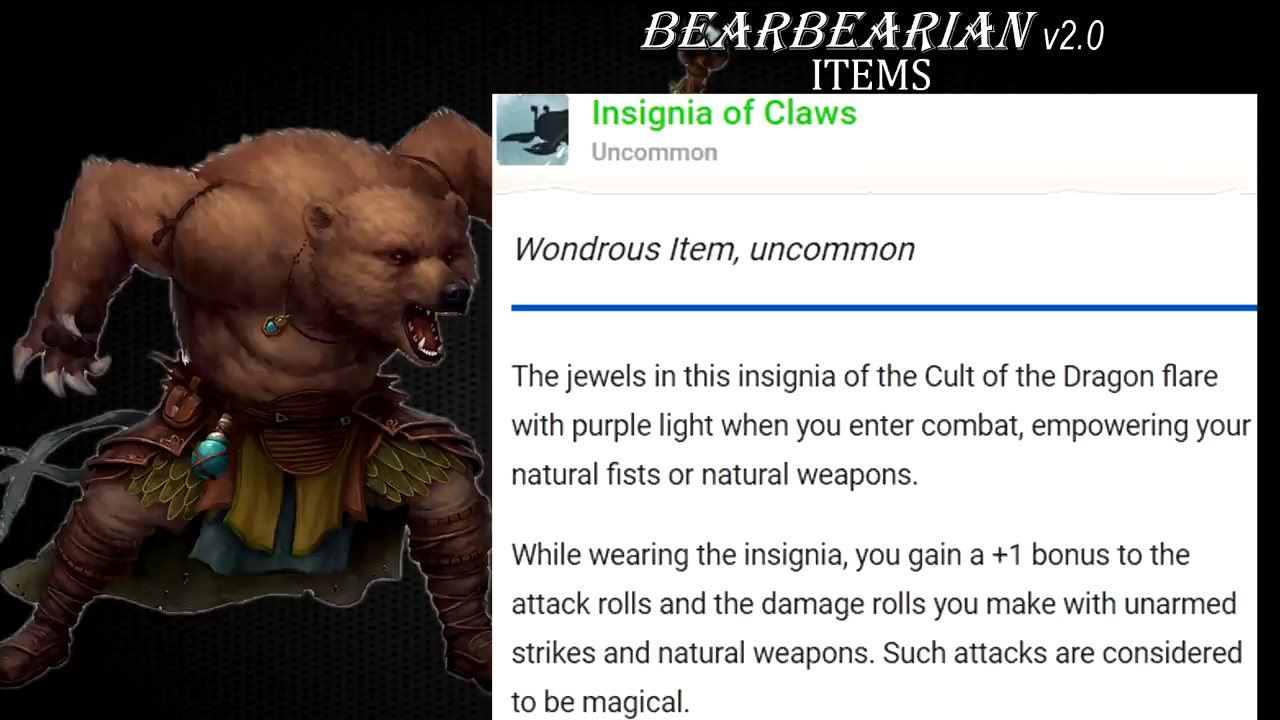 BEARBEARIAN v2.0
ITEMS
Insignia of Claws
Uncommon
Wondrous Item, uncommon
The jewels in this insignia of the Cult of the Dragon flare
with purple light when you enter combat, empowering your
natural fists or natural weapons.
While wearing the insignia, you gain a +1 bonus to the
attack rolls and the damage rolls you make with unarmed
strikes and natural weapons. Such attacks are considered
to be magical.